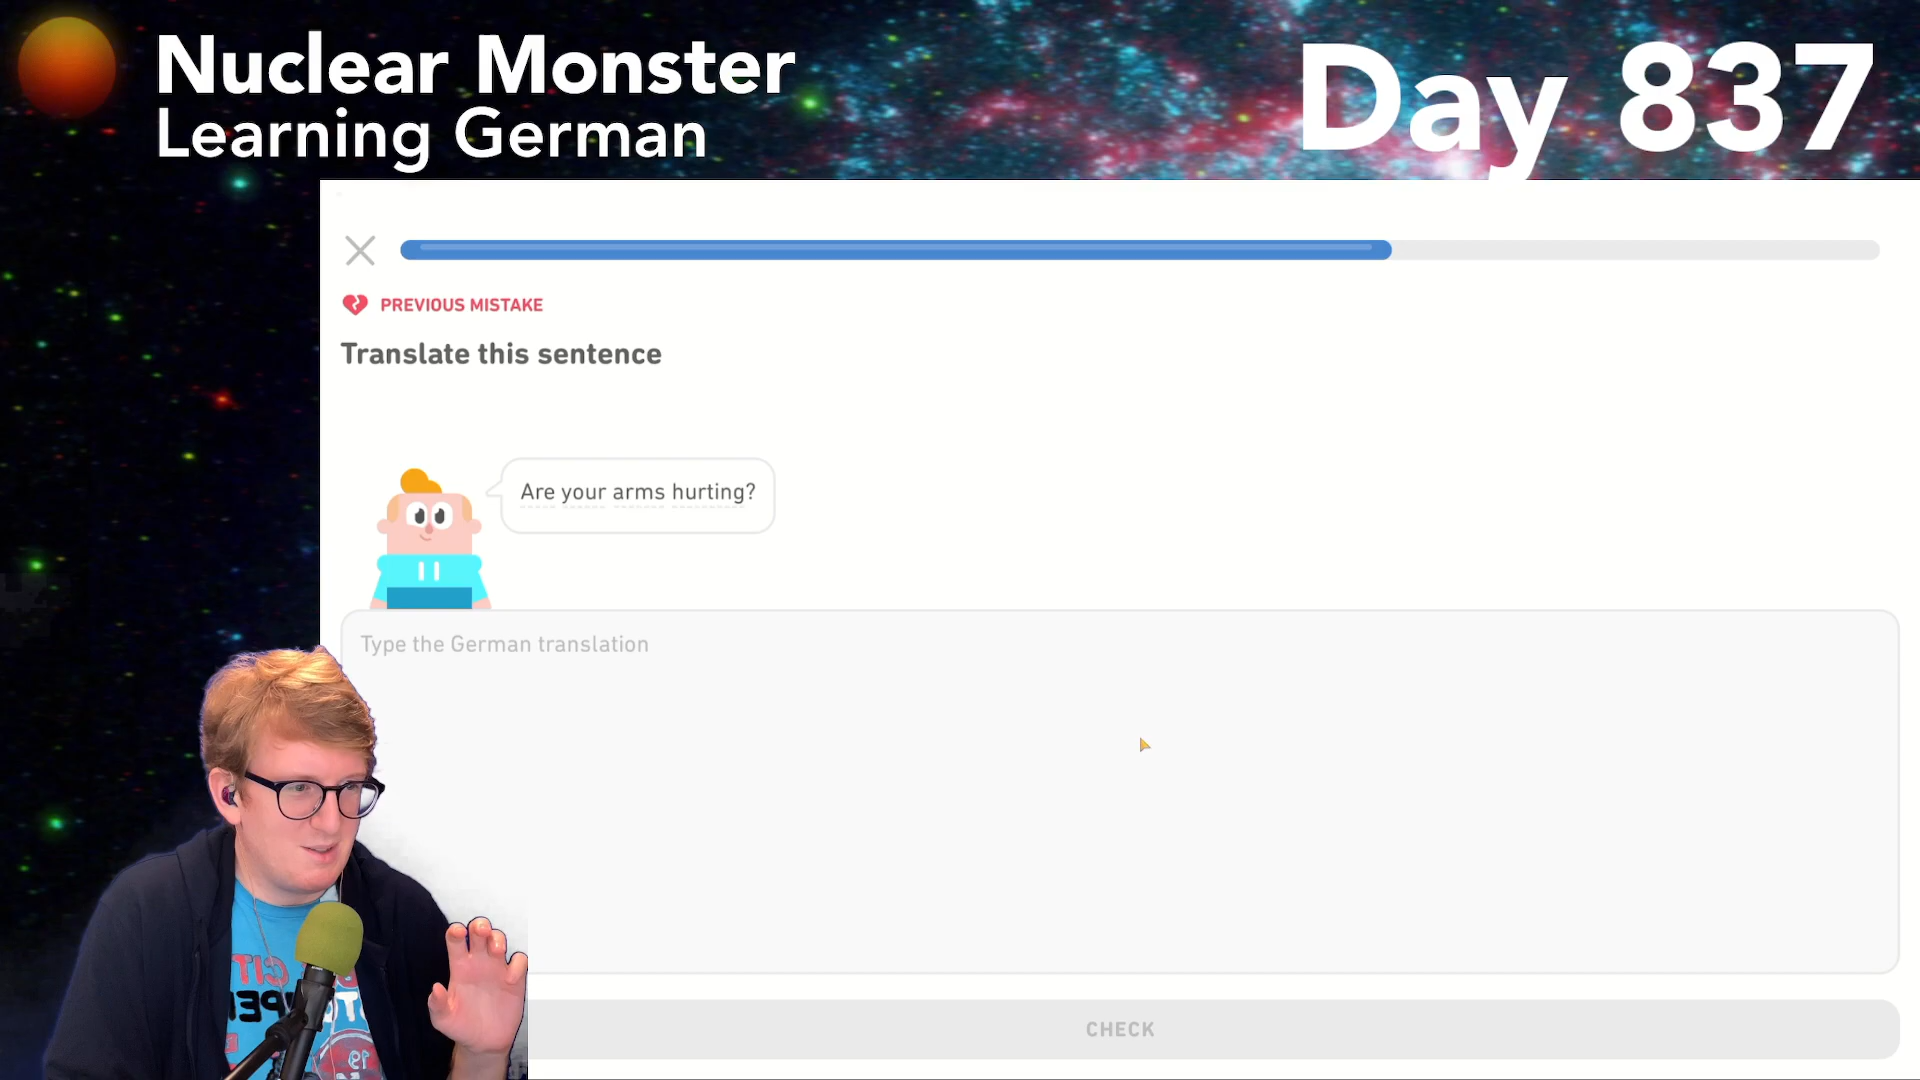 Nuclear Monster
Learning German
Day 837
PREVIOUS MISTAKE
Translate this sentence
Are your arms hurting?
Type the German translation
CHECK